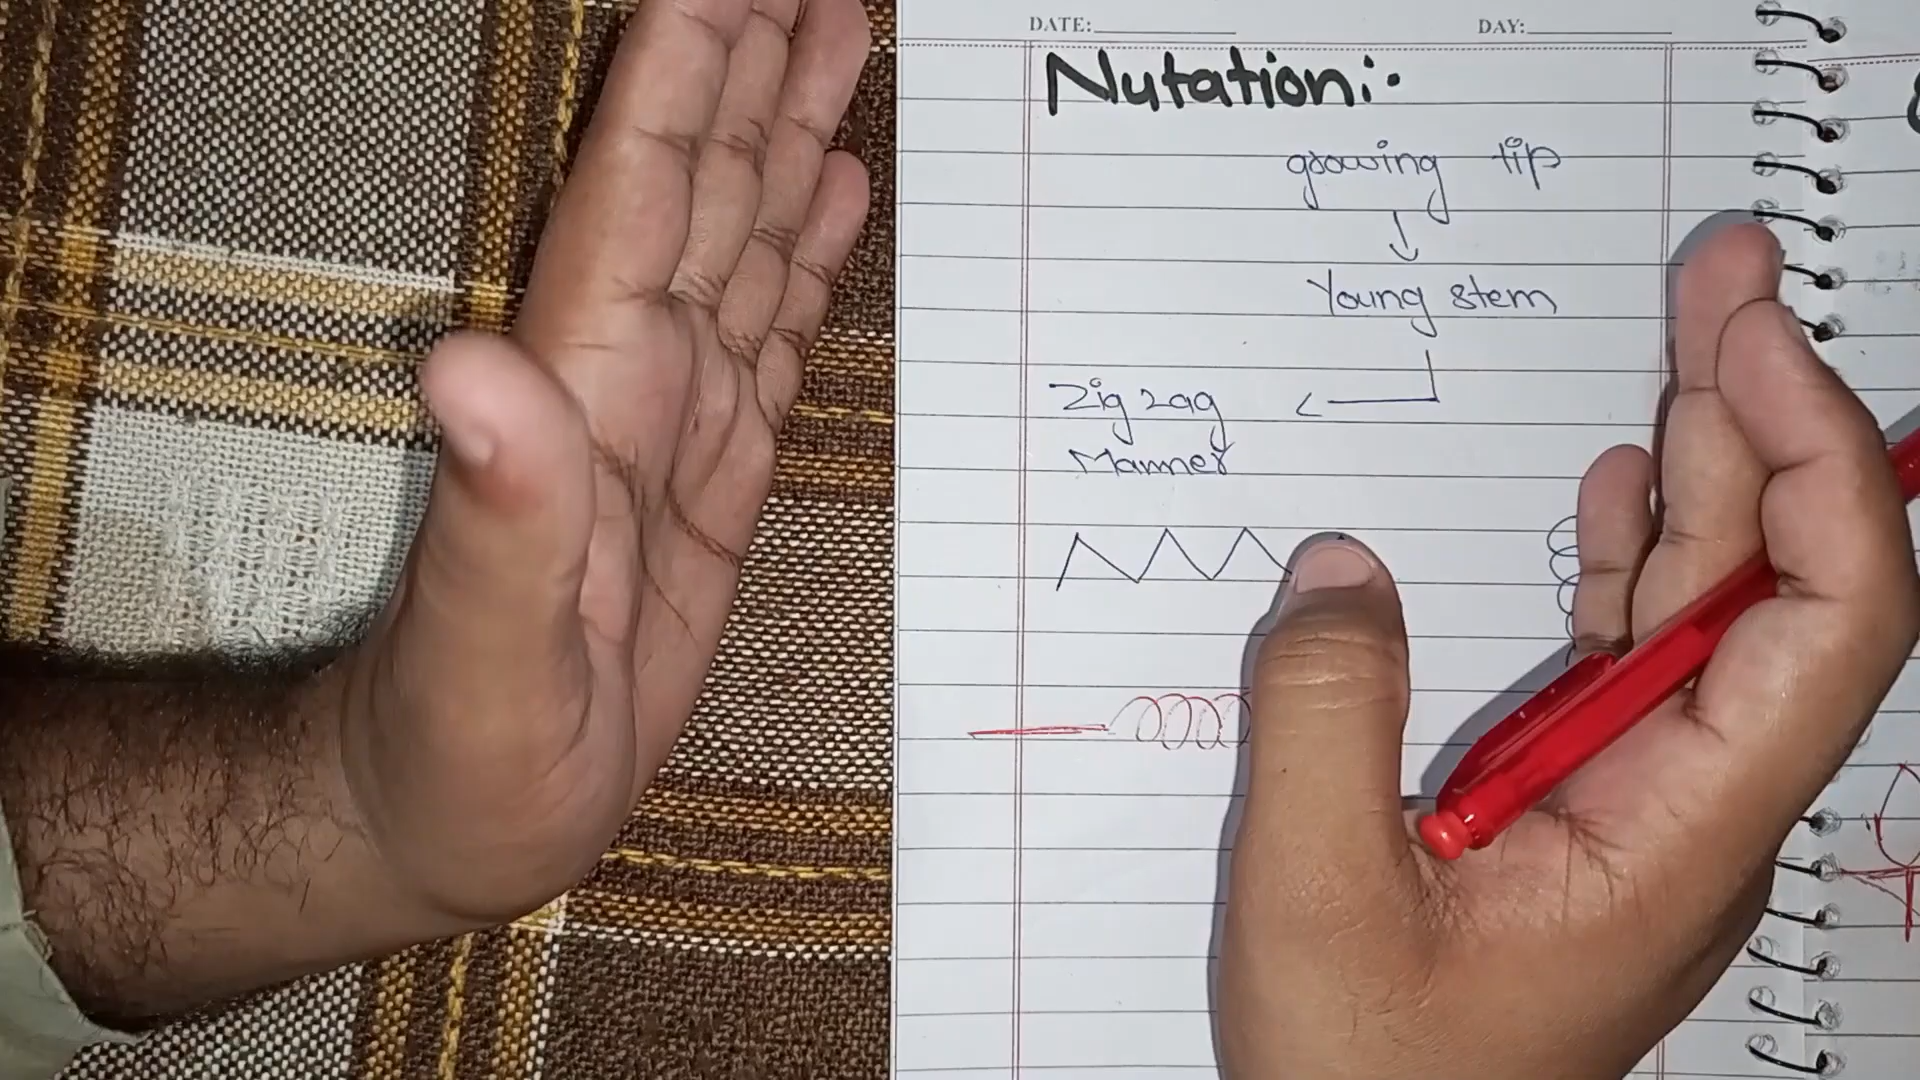 DATE: DAY:
Nutation:-
growing tip
Young stem
Zig zag
Manner